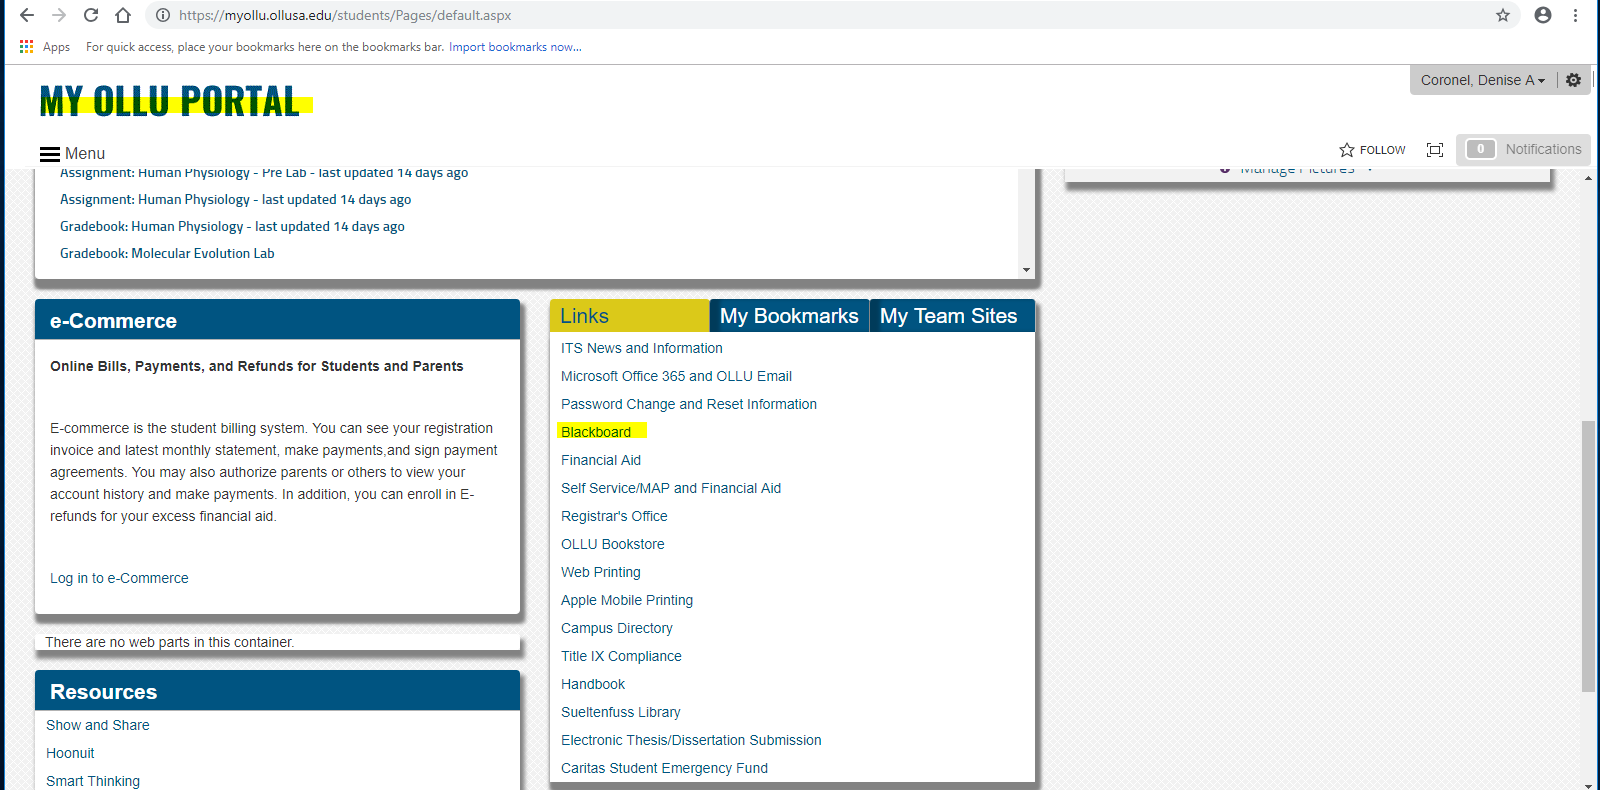 https://myollu.ollusa.edu/students/Pages/default.aspx
Apps For quick access, place your bookmarks here on the bookmarks bar. Import bookmarks now...
Coronel, Denise A
MY OLLU PORTAL
Menu
FOLLOW
0 Notifications
Assignment: Human Physiology - Pre Lab - last updated 14 days ago
Manage Pictures
Assignment: Human Physiology - last updated 14 days ago
Gradebook: Human Physiology - last updated 14 days ago
Gradebook: Molecular Evolution Lab
e-Commerce
Online Bills, Payments, and Refunds for Students and Parents
E-commerce is the student billing system. You can see your registration
invoice and latest monthly statement, make payments,and sign payment
agreements. You may also authorize parents or others to view your
account history and make payments. In addition, you can enroll in E-
refunds for your excess financial aid.
Log in to e-Commerce
There are no web parts in this container.
Resources
Show and Share
Hoonuit
Smart Thinking
Links My Bookmarks My Team Sites
ITS News and Information
Microsoft Office 365 and OLLU Email
Password Change and Reset Information
Blackboard
Financial Aid
Self Service/MAP and Financial Aid
Registrar's Office
OLLU Bookstore
Web Printing
Apple Mobile Printing
Campus Directory
Title IX Compliance
Handbook
Sueltenfuss Library
Electronic Thesis/Dissertation Submission
Caritas Student Emergency Fund